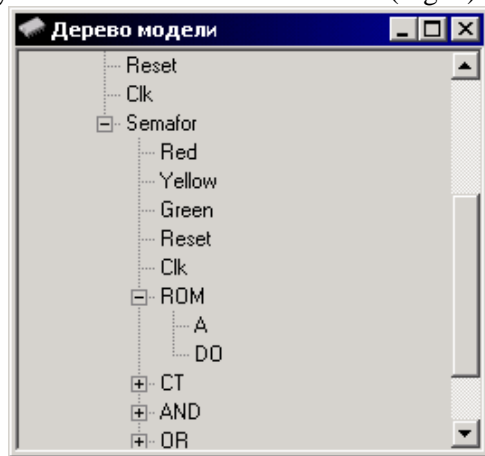 Дерево модели
Reset
Clk
Semafor
Red
Yellow
Green
Reset
Clk
ROM
A
DO
CT
AND
OR